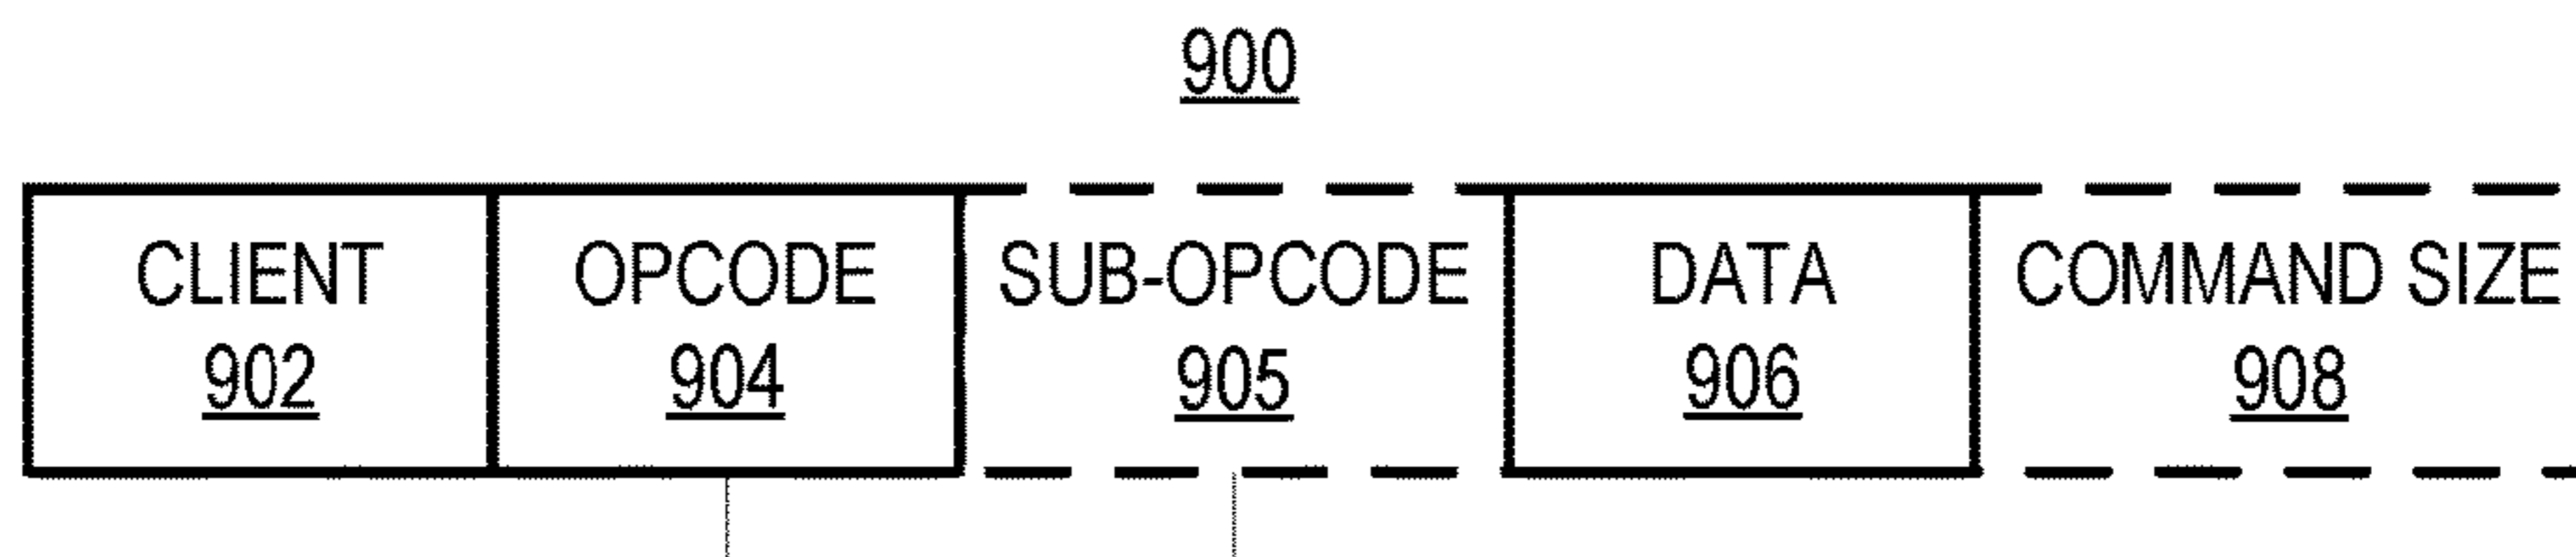 900
CLIENT OPCODE SUB-OPCODE DATA COMMAND SIZE
902 904 905 906 908